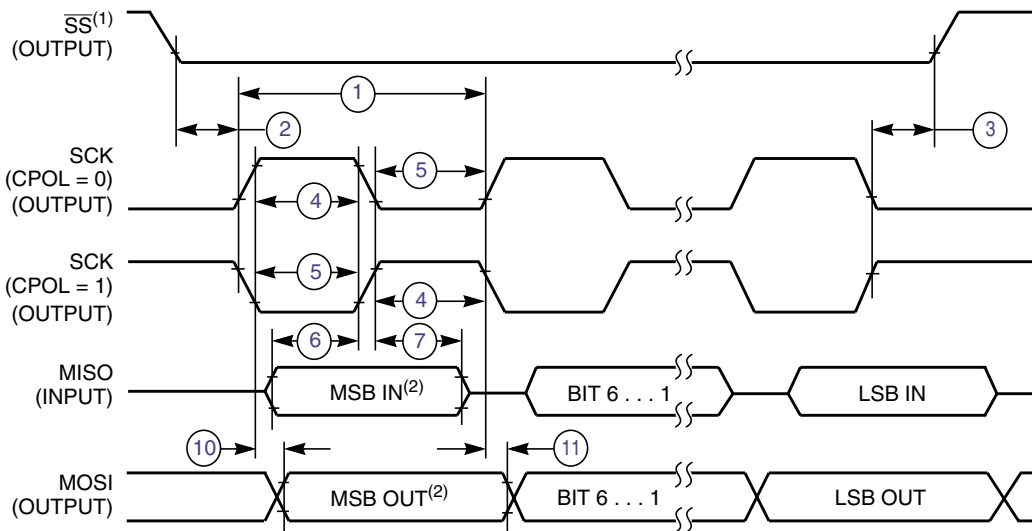 SS(1)
(OUTPUT)
1
2
3
SCK
(CPOL = 0)
(OUTPUT)
5
4
SCK
(CPOL = 1)
(OUTPUT)
5
4
6
7
MISO
(INPUT)
MSB IN(2)
BIT 6 . . . 1
LSB IN
10
11
MOSI
(OUTPUT)
MSB OUT(2)
BIT 6 . . . 1
LSB OUT